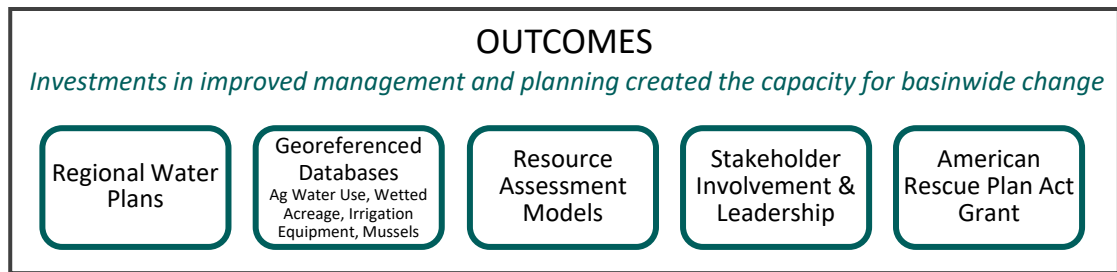 OUTCOMES
Investments in improved management and planning created the capacity for basinwide change
Regional Water
Plans
Georeferenced
Databases
Ag Water Use, Wetted
Acreage, Irrigation
Equipment, Mussels
Resource
Assessment
Models
Stakeholder
Involvement &
Leadership
American
Rescue Plan Act
Grant